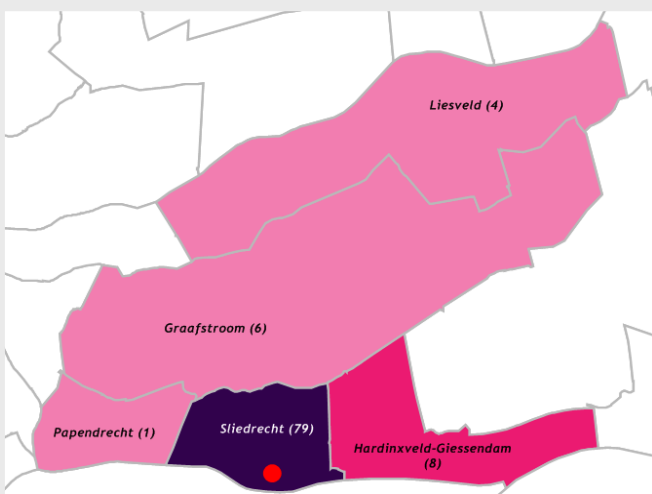 Liesveld (4)
Graafstroom (6)
Papendrecht (1)
Sliedrecht (79)
Hardinxveld-Giessendam
(8)